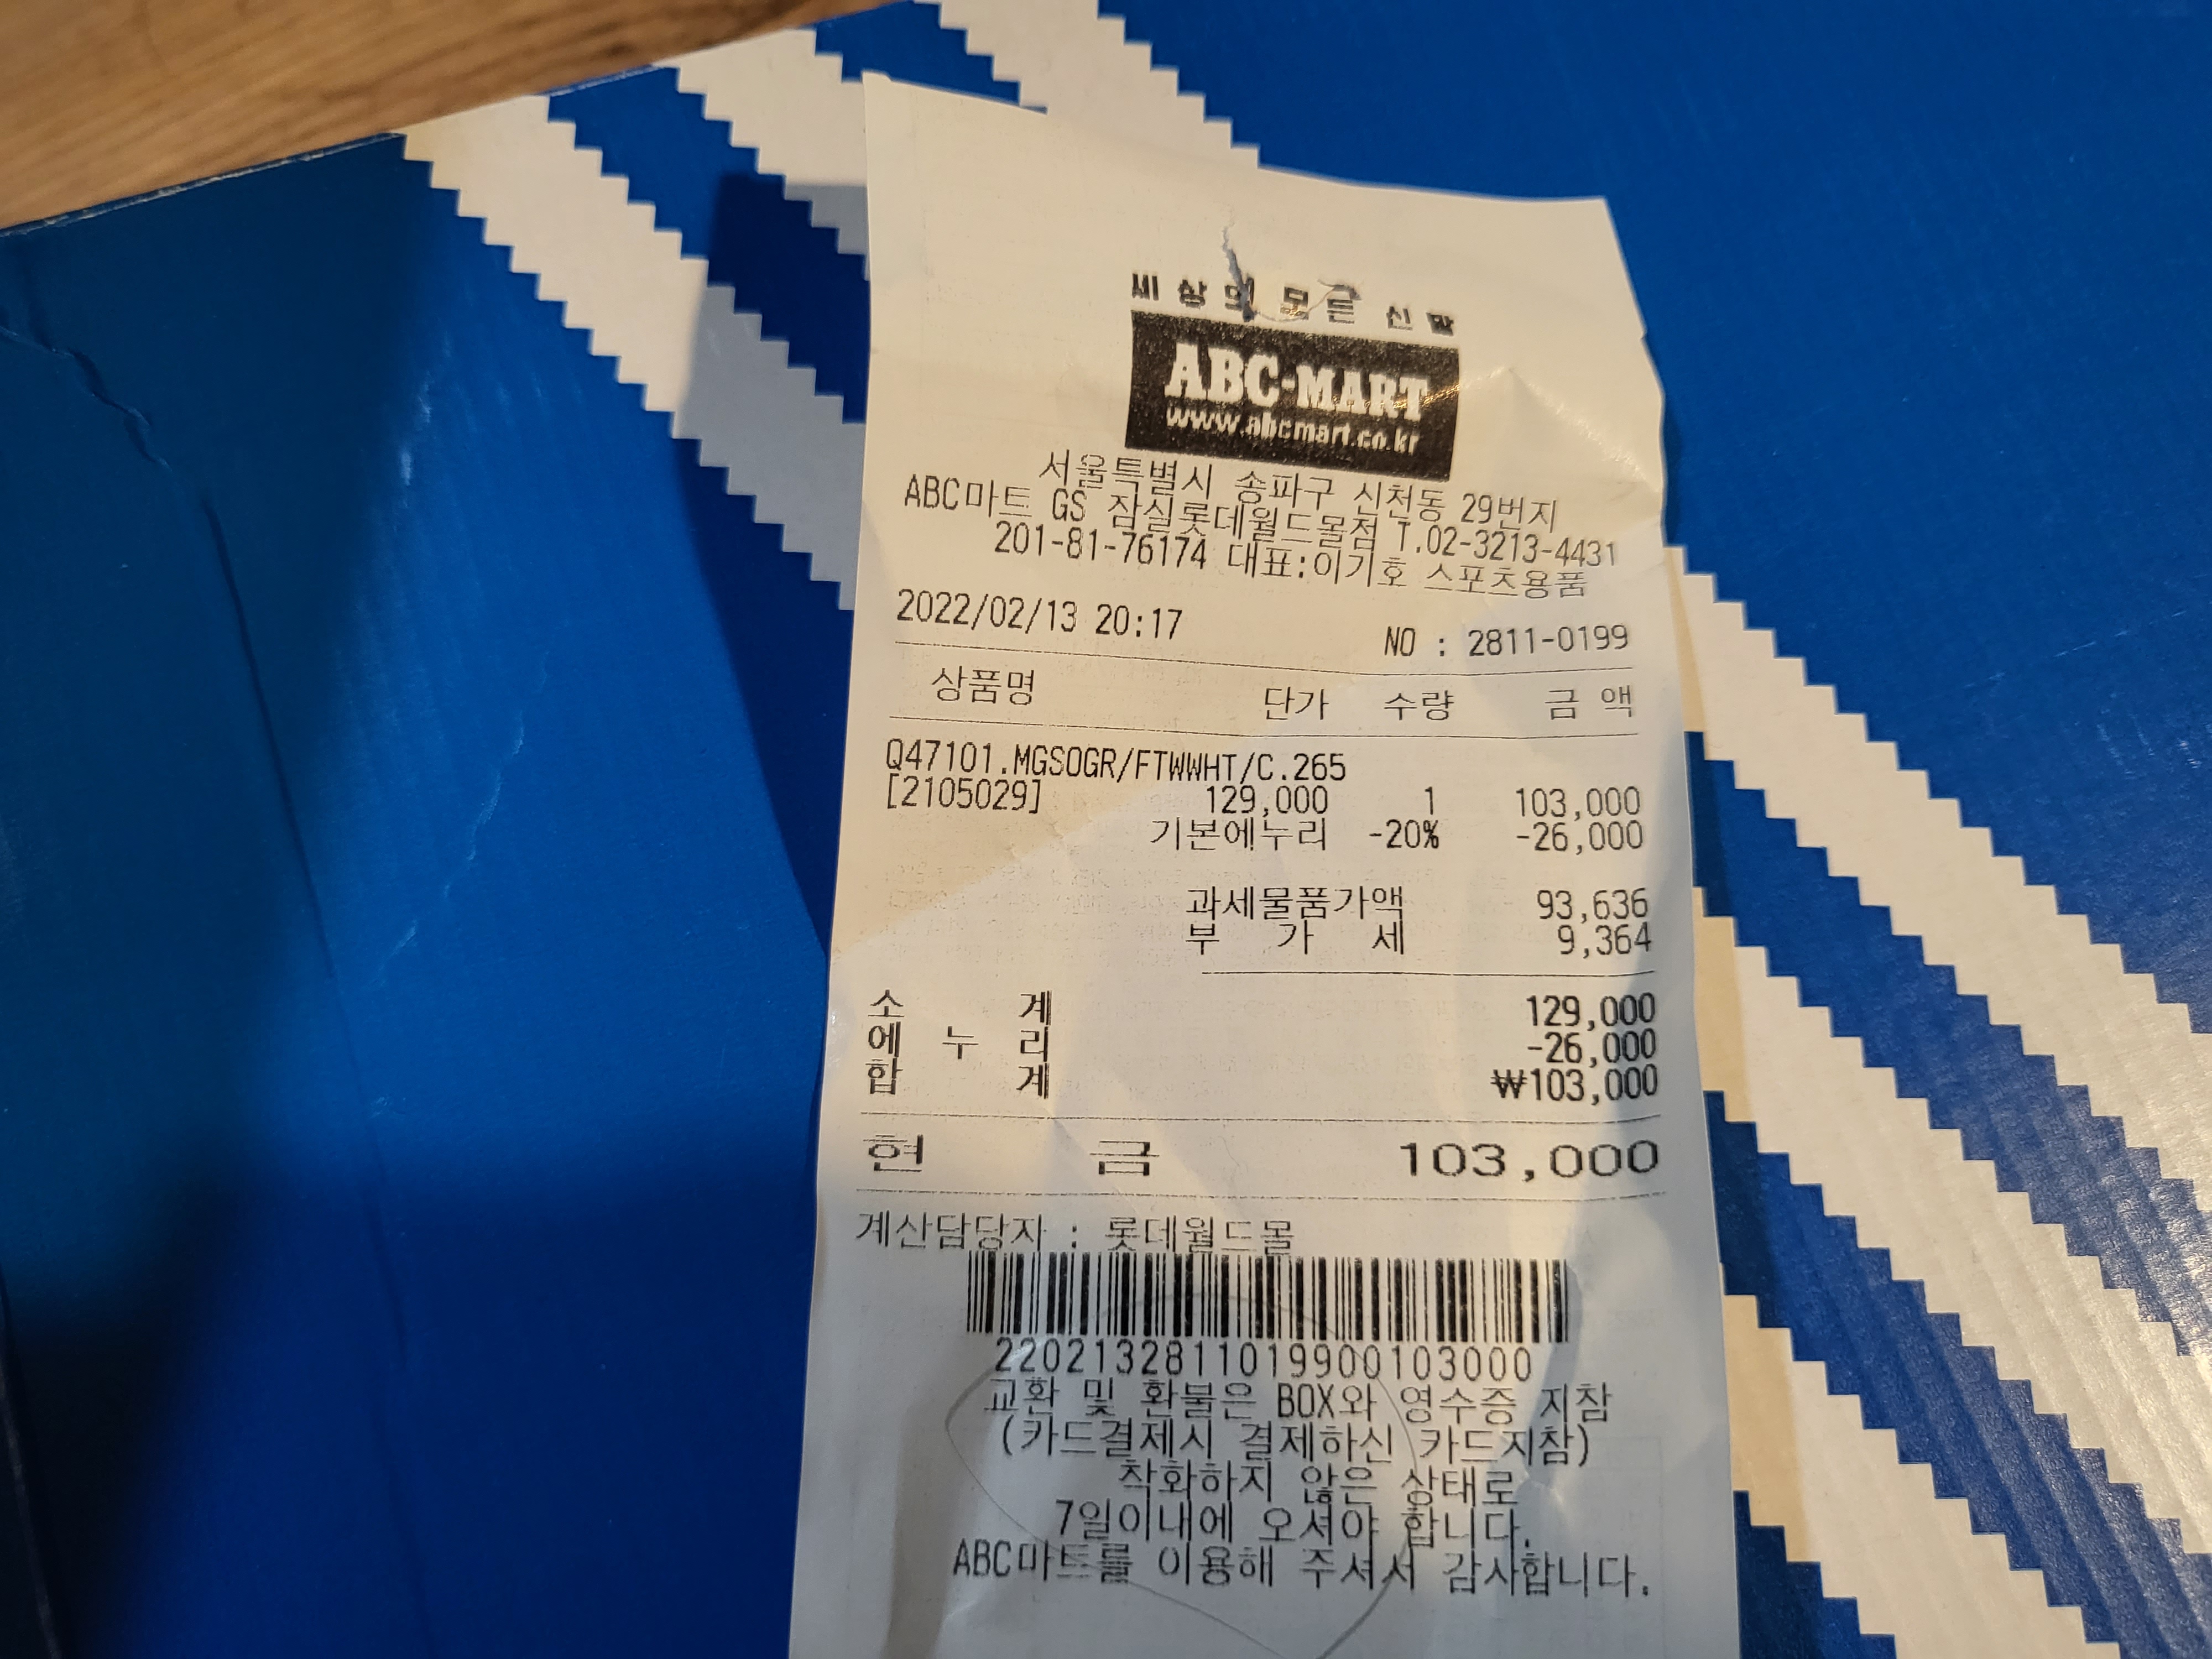 세상의 모든 신발
ABC-MART
www.abcmart.co.kr
서울특별시 송파구 신천동 29번지
ABC마트 GS 잠실롯데월드몰점 T.02-3213-4431
201-81-76174 대표:이기호 스포츠용품
2022/02/13 20:17 NO : 2811-0199
상품명 단가 수량 금 액
Q47101.MGSOGR/FTWWHT/C.265
[2105029] 129,000 1 103,000
기본에누리 -20% -26,000
과세물품가액 93,636
부 가 세 9,364
소 계 129,000
에 누 리 -26,000
합 계 ₩103,000
현 금 103,000
계산담당자 : 롯데월드몰
2202132811019900103000
교환 및 환불은 BOX와 영수증 지참
(카드결제시 결제하신 카드지참)
착화하지 않은 상태로
7일이내에 오셔야 합니다.
ABC마트를 이용해 주셔서 감사합니다.